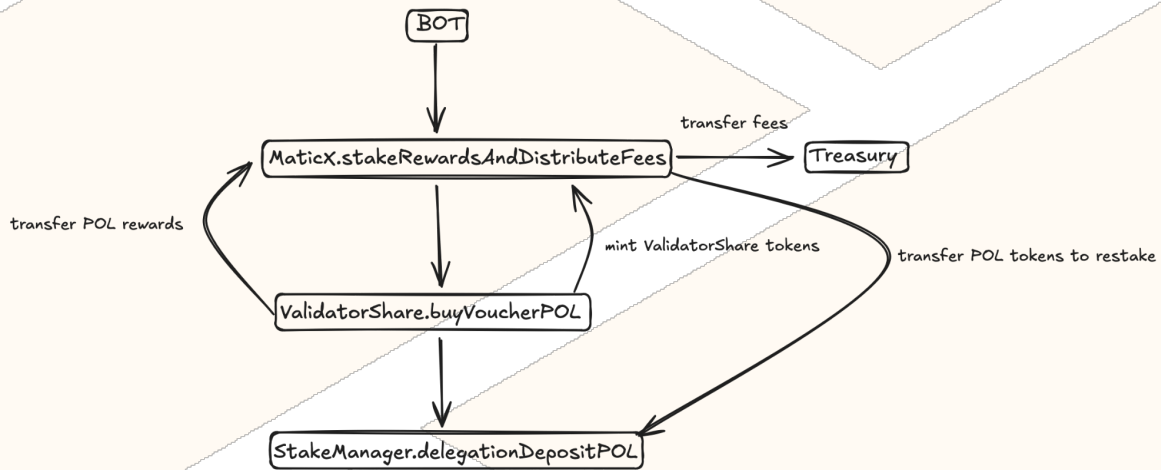 BOT
transfer fees
MaticX.stakeRewardsAndDistributeFees
Treasury
transfer POL rewards
mint ValidatorShare tokens
transfer POL tokens to restake
ValidatorShare.buyVoucherPOL
StakeManager.delegationDepositPOL